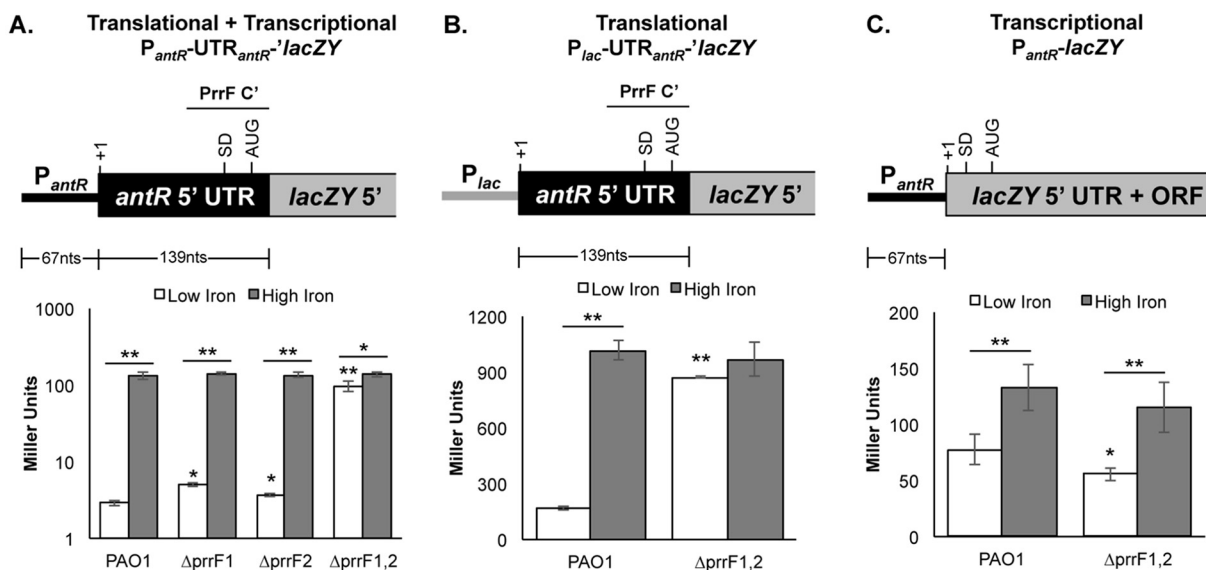 A.
Translational + Transcriptional
PantR-UTRantR-’lacZY
PrrF C’
+1
SD
AUG
PantR
antR 5’ UTR
lacZY 5’
67nts
139nts
Low Iron
High Iron
Miller Units
1000
100
10
1
**
**
**
*
**
*
*
PAO1
ΔprrF1
ΔprrF2
ΔprrF1,2
B.
Translational
Plac-UTRantR-’lacZY
PrrF C’
+1
SD
AUG
Plac
antR 5’ UTR
lacZY 5’
139nts
Low Iron
High Iron
Miller Units
1200
900
600
300
0
**
**
PAO1
ΔprrF1,2
C.
Transcriptional
PantR-lacZY
+1
SD
AUG
PantR
lacZY 5’ UTR + ORF
67nts
Low Iron
High Iron
Miller Units
200
150
100
50
0
**
**
*
PAO1
ΔprrF1,2